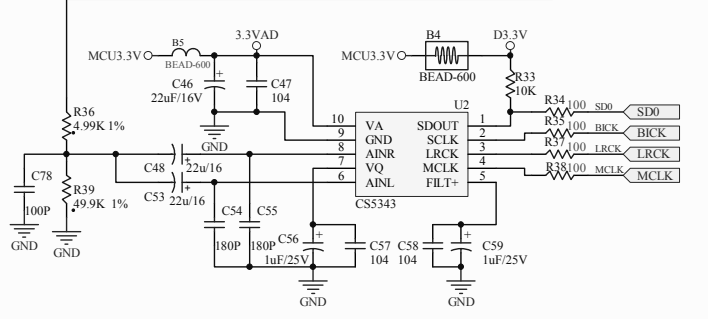 B5
3.3VAD
MCU3.3V
BEAD-600
C46
22uF/16V
C47
104
GND
B4
D3.3V
MCU3.3V
BEAD-600
R33
10K
R36
4.99K 1%
U2
10 VA SDOUT 1
9 GND SCLK 2
8 AINR LRCK 3
7 VQ MCLK 4
6 AINL FILT+ 5
CS5343
R34 100 SD0 SD0
R35 100 BICK BICK
R37 100 LRCK LRCK
R38 100 MCLK MCLK
C48 22u/16
C53 22u/16
C78
100P
GND
R39
49.9K 1%
GND
C54
180P
C55
180P
C56
1uF/25V
C57
104
GND
C58
104
C59
1uF/25V
GND